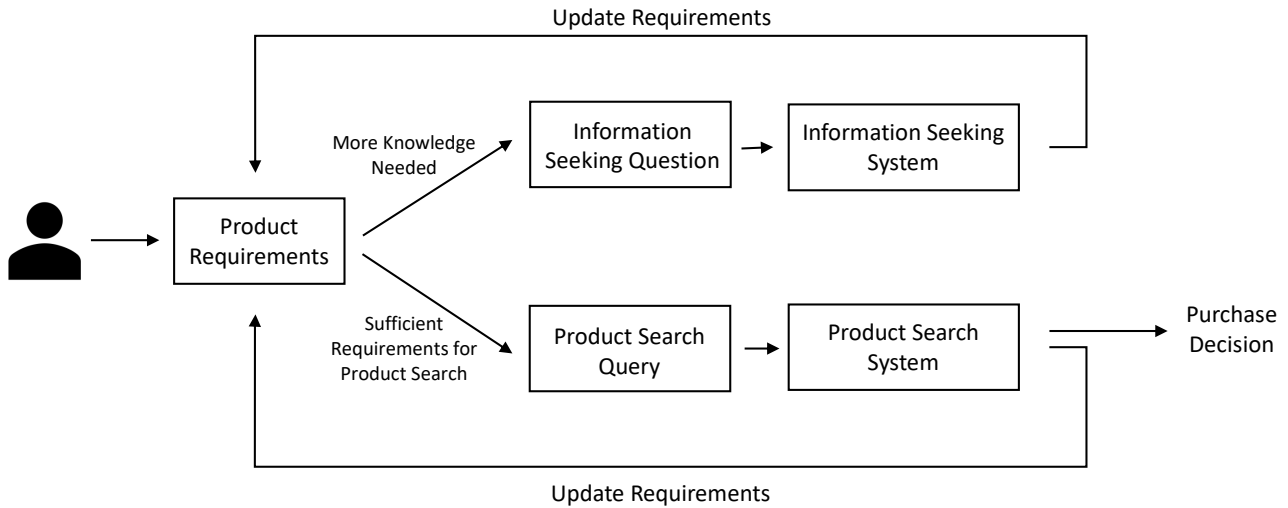 Update Requirements
More Knowledge
Needed
Information
Seeking Question
Information Seeking
System
Product
Requirements
Sufficient
Requirements for
Product Search
Product Search
Query
Product Search
System
Purchase
Decision
Update Requirements